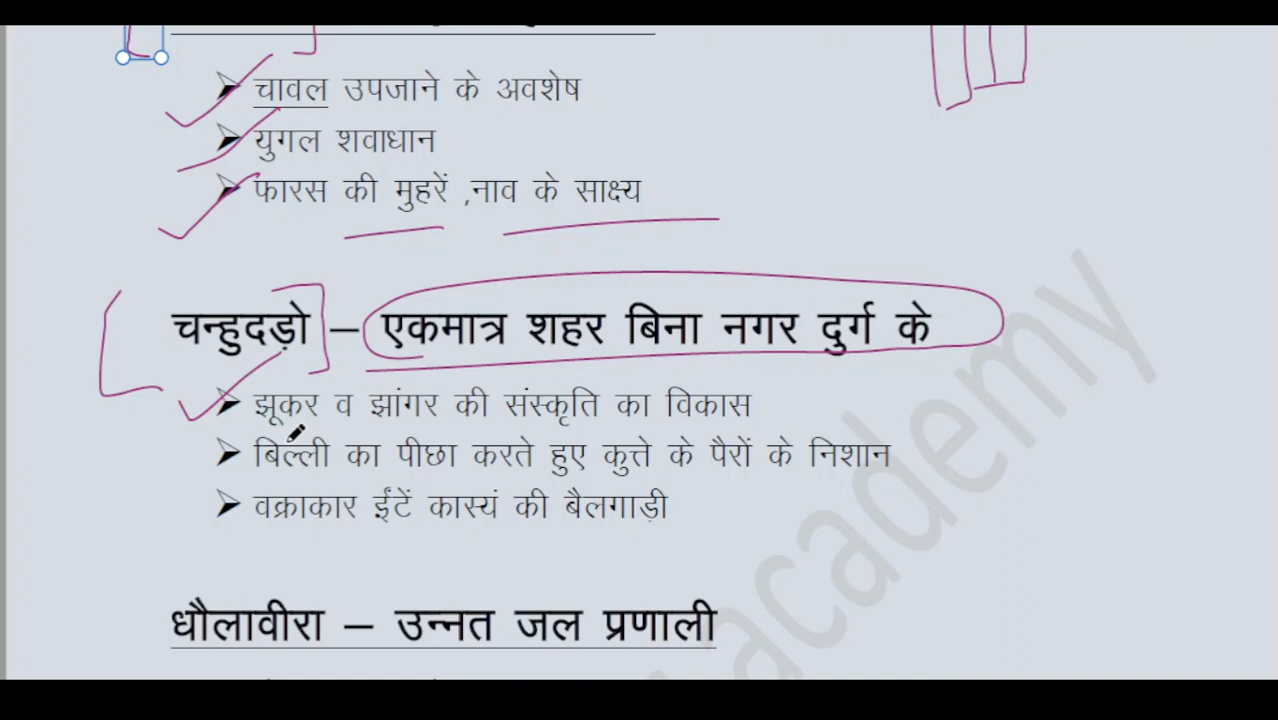 चावल उपजाने के अवशेष
युगल शवाधान
फारस की मुहरें ,नाव के साक्ष्य
चन्हुदड़ो – एकमात्र शहर बिना नगर दुर्ग के
झूकर व झांगर की संस्कृति का विकास
बिल्ली का पीछा करते हुए कुत्ते के पैरों के निशान
वक्राकार ईंटें कास्यं की बैलगाड़ी
धौलावीरा – उन्नत जल प्रणाली
academy